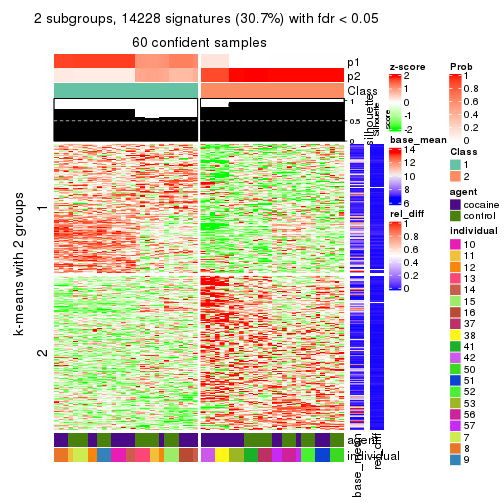 2 subgroups, 14228 signatures (30.7%) with fdr < 0.05
60 confident samples
p1
p2
Class
1
0.5
0
silhouette
Silhouette
score
k-means with 2 groups
1
2
agent
individual
base_mean
rel_diff
z-score
2
1
0
-1
-2
base_mean
14
12
10
8
6
rel_diff
1
0.8
0.6
0.4
0.2
0
Prob
1
0.8
0.6
0.4
0.2
0
Class
1
2
agent
cocaine
control
individual
10
11
12
13
14
15
16
37
38
41
42
50
51
52
53
56
57
7
8
9